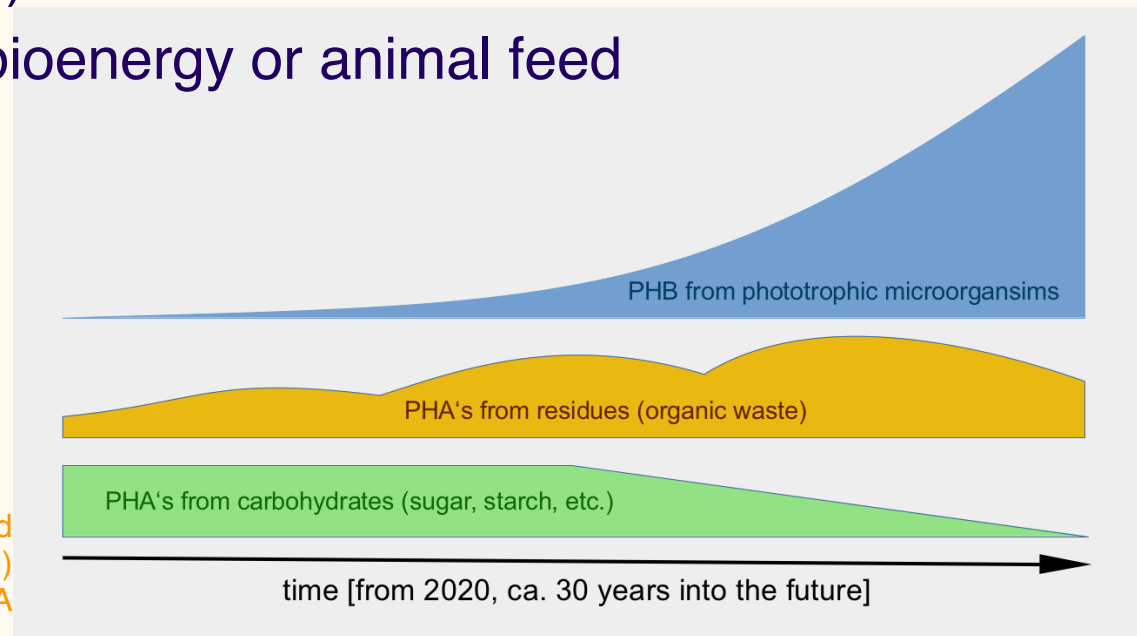 )
bioenergy or animal feed
PHB from phototrophic microorgansims
PHA‘s from residues (organic waste)
PHA‘s from carbohydrates (sugar, starch, etc.)
d
)
A
time [from 2020, ca. 30 years into the future]